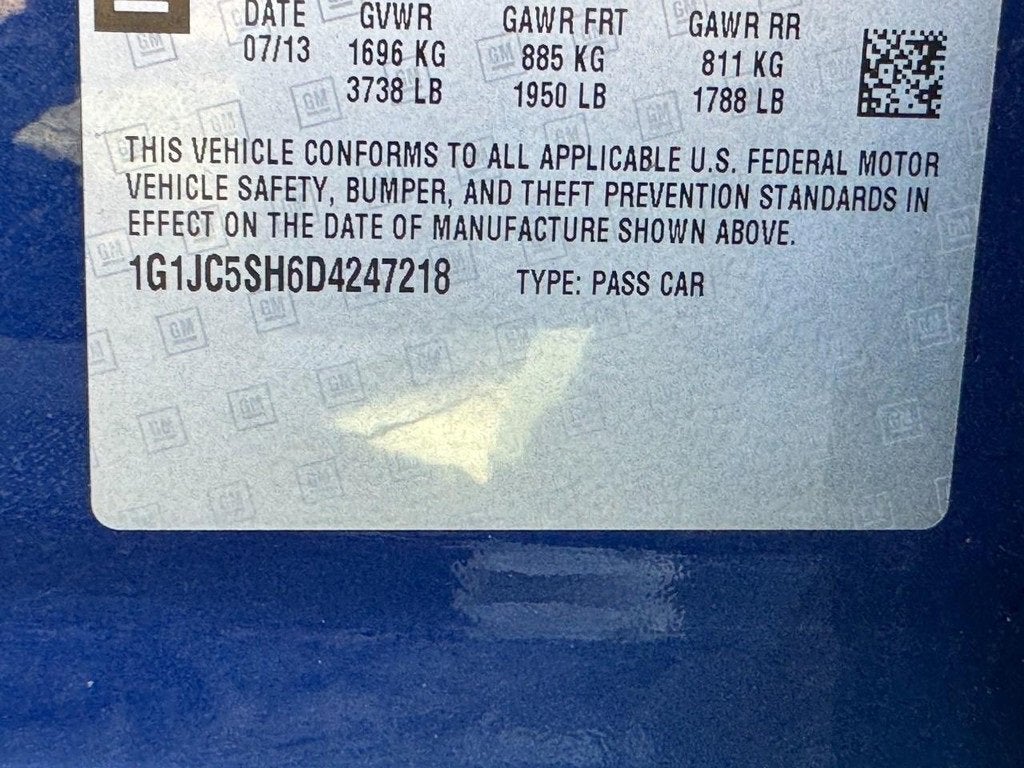 DATE GVWR GAWR FRT GAWR RR
07/13 1696 KG 885 KG 811 KG
3738 LB 1950 LB 1788 LB
THIS VEHICLE CONFORMS TO ALL APPLICABLE U.S. FEDERAL MOTOR
VEHICLE SAFETY, BUMPER, AND THEFT PREVENTION STANDARDS IN
EFFECT ON THE DATE OF MANUFACTURE SHOWN ABOVE.
1G1JC5SH6D4247218 TYPE: PASS CAR